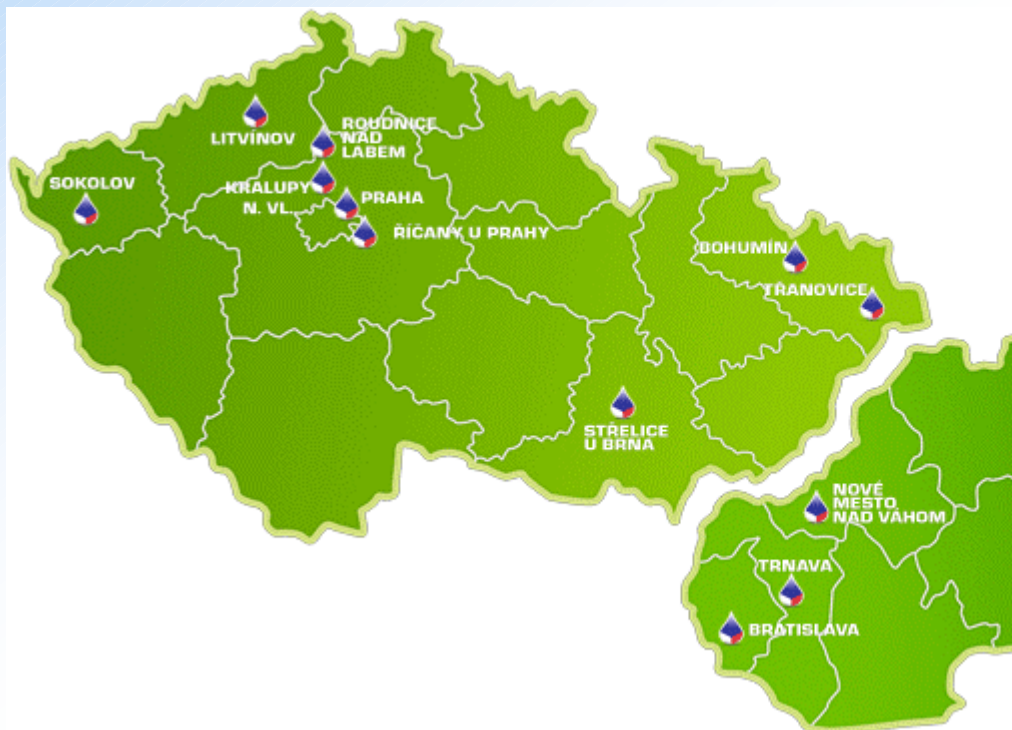 LITVÍNOV
ROUDNICE
NAD
LABEM
SOKOLOV
KRALUPY
N. VL.
PRAHA
ŘÍČANY U PRAHY
BOHUMÍN
TŘANOVICE
STŘELICE
U BRNA
NOVÉ
MESTO
NAD VÁHOM
TRNAVA
BRATISLAVA